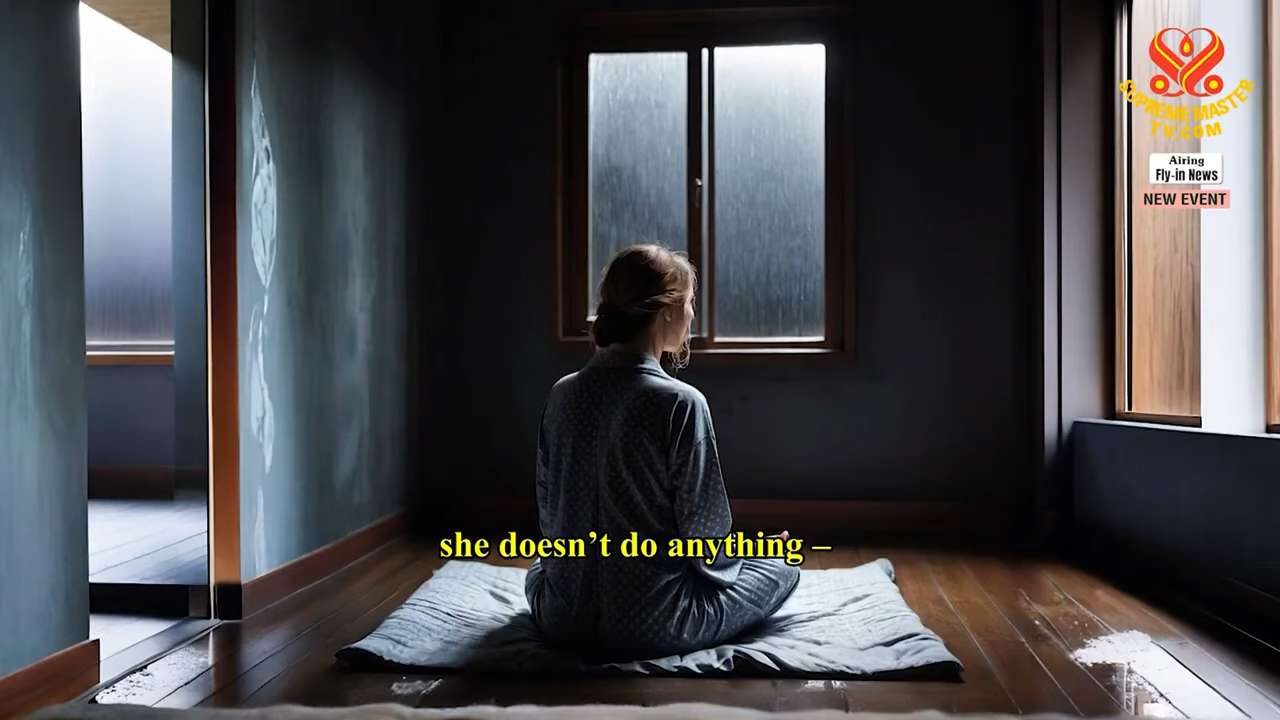 SUPREME MASTER
TV.COM
Airing
Fly-in News
NEW EVENT
she doesn't do anything –